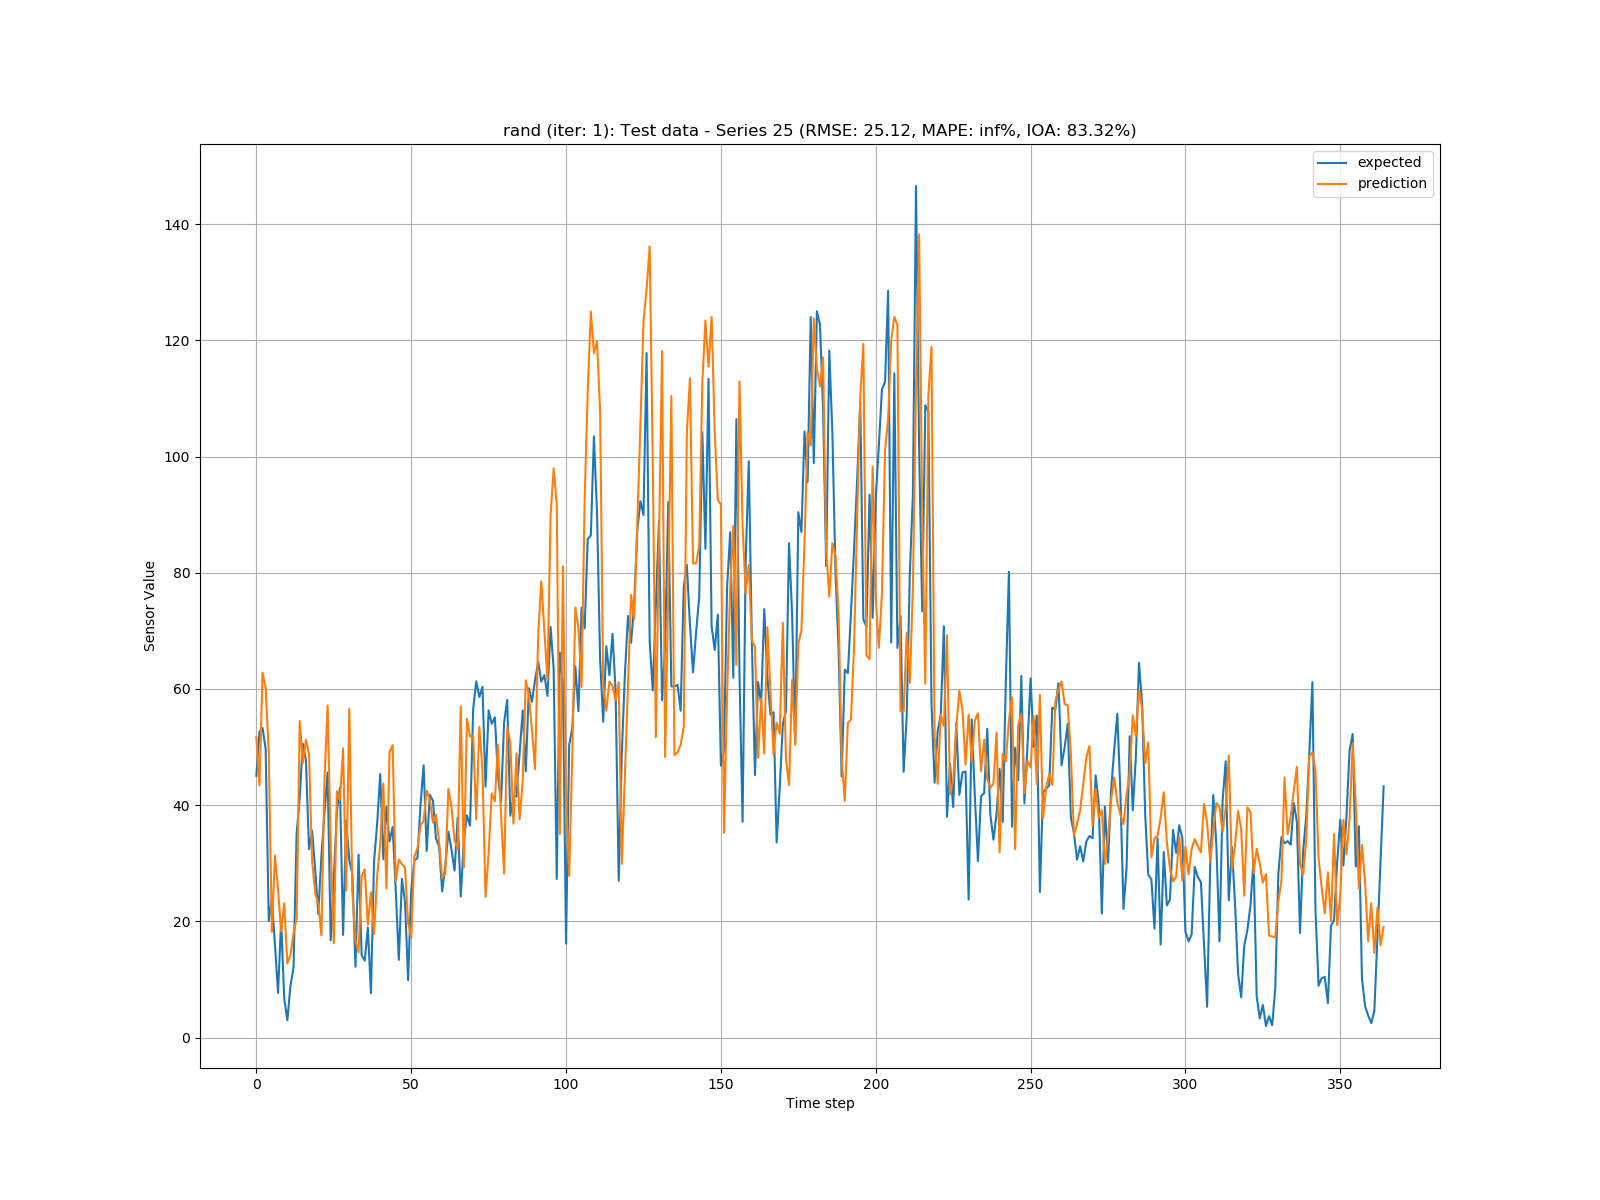 rand (iter: 1): Test data - Series 25 (RMSE: 25.12, MAPE: inf%, IOA: 83.32%)
expected
prediction
140
120
100
80
60
40
20
0
Sensor Value
0 50 100 150 200 250 300 350
Time step